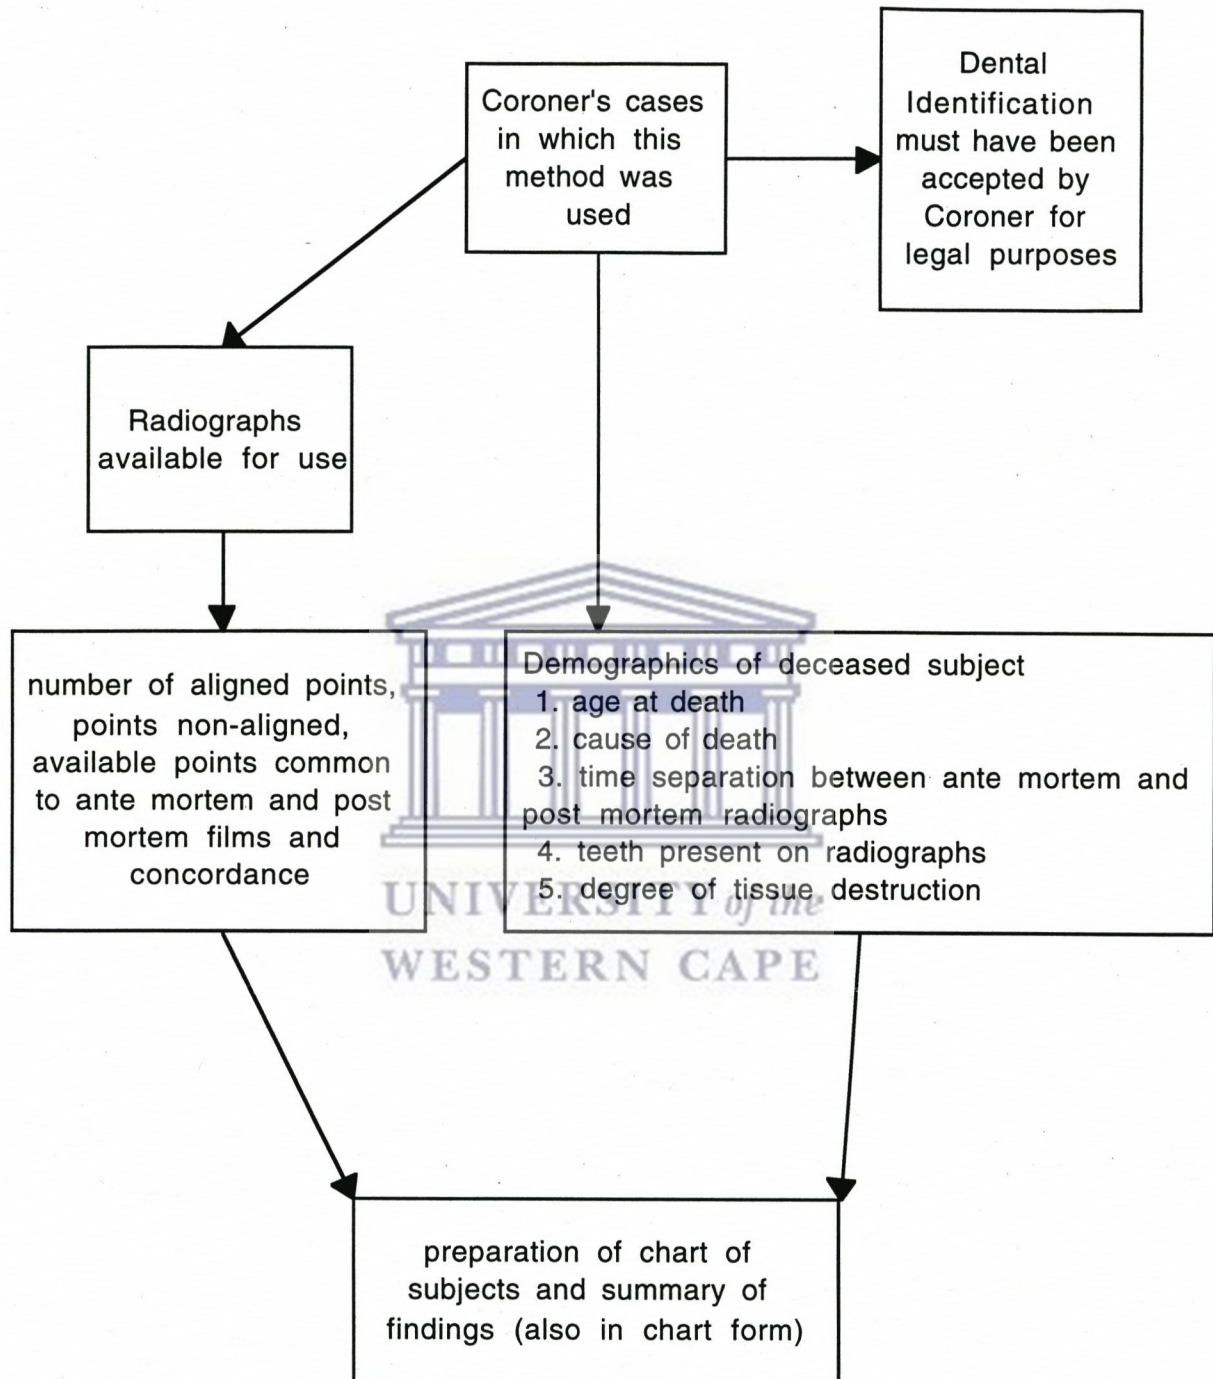 Coroner's cases
in which this
method was
used
Dental
Identification
must have been
accepted by
Coroner for
legal purposes
Radiographs
available for use
number of aligned points,
points non-aligned,
available points common
to ante mortem and post
mortem films and
concordance
Demographics of deceased subject
1. age at death
2. cause of death
3. time separation between ante mortem and
post mortem radiographs
4. teeth present on radiographs
5. degree of tissue destruction
UNIVERSITY of the
WESTERN CAPE
preparation of chart of
subjects and summary of
findings (also in chart form)